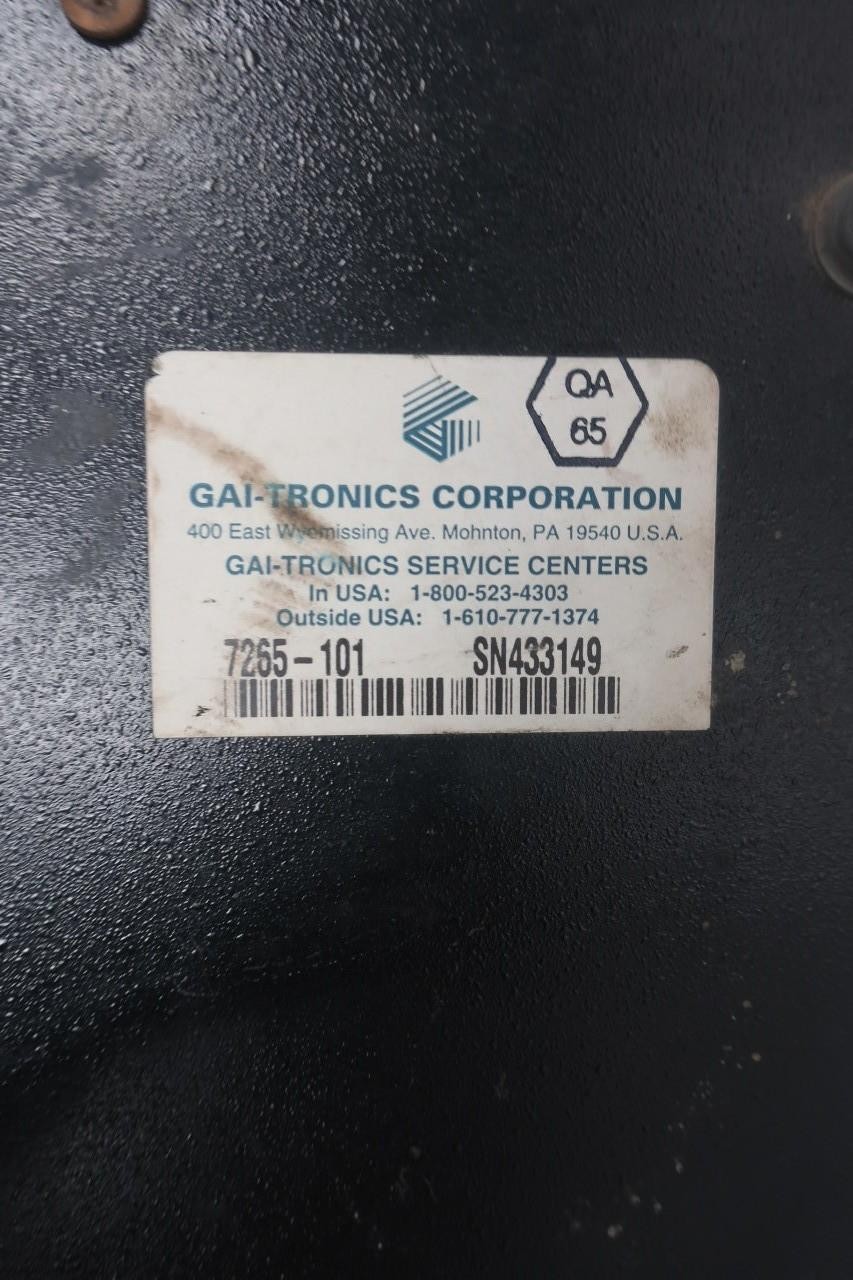 QA
65
GAI-TRONICS CORPORATION
400 East Wyomissing Ave. Mohnton, PA 19540 U.S.A.
GAI-TRONICS SERVICE CENTERS
In USA: 1-800-523-4303
Outside USA: 1-610-777-1374
7265-101 SN433149